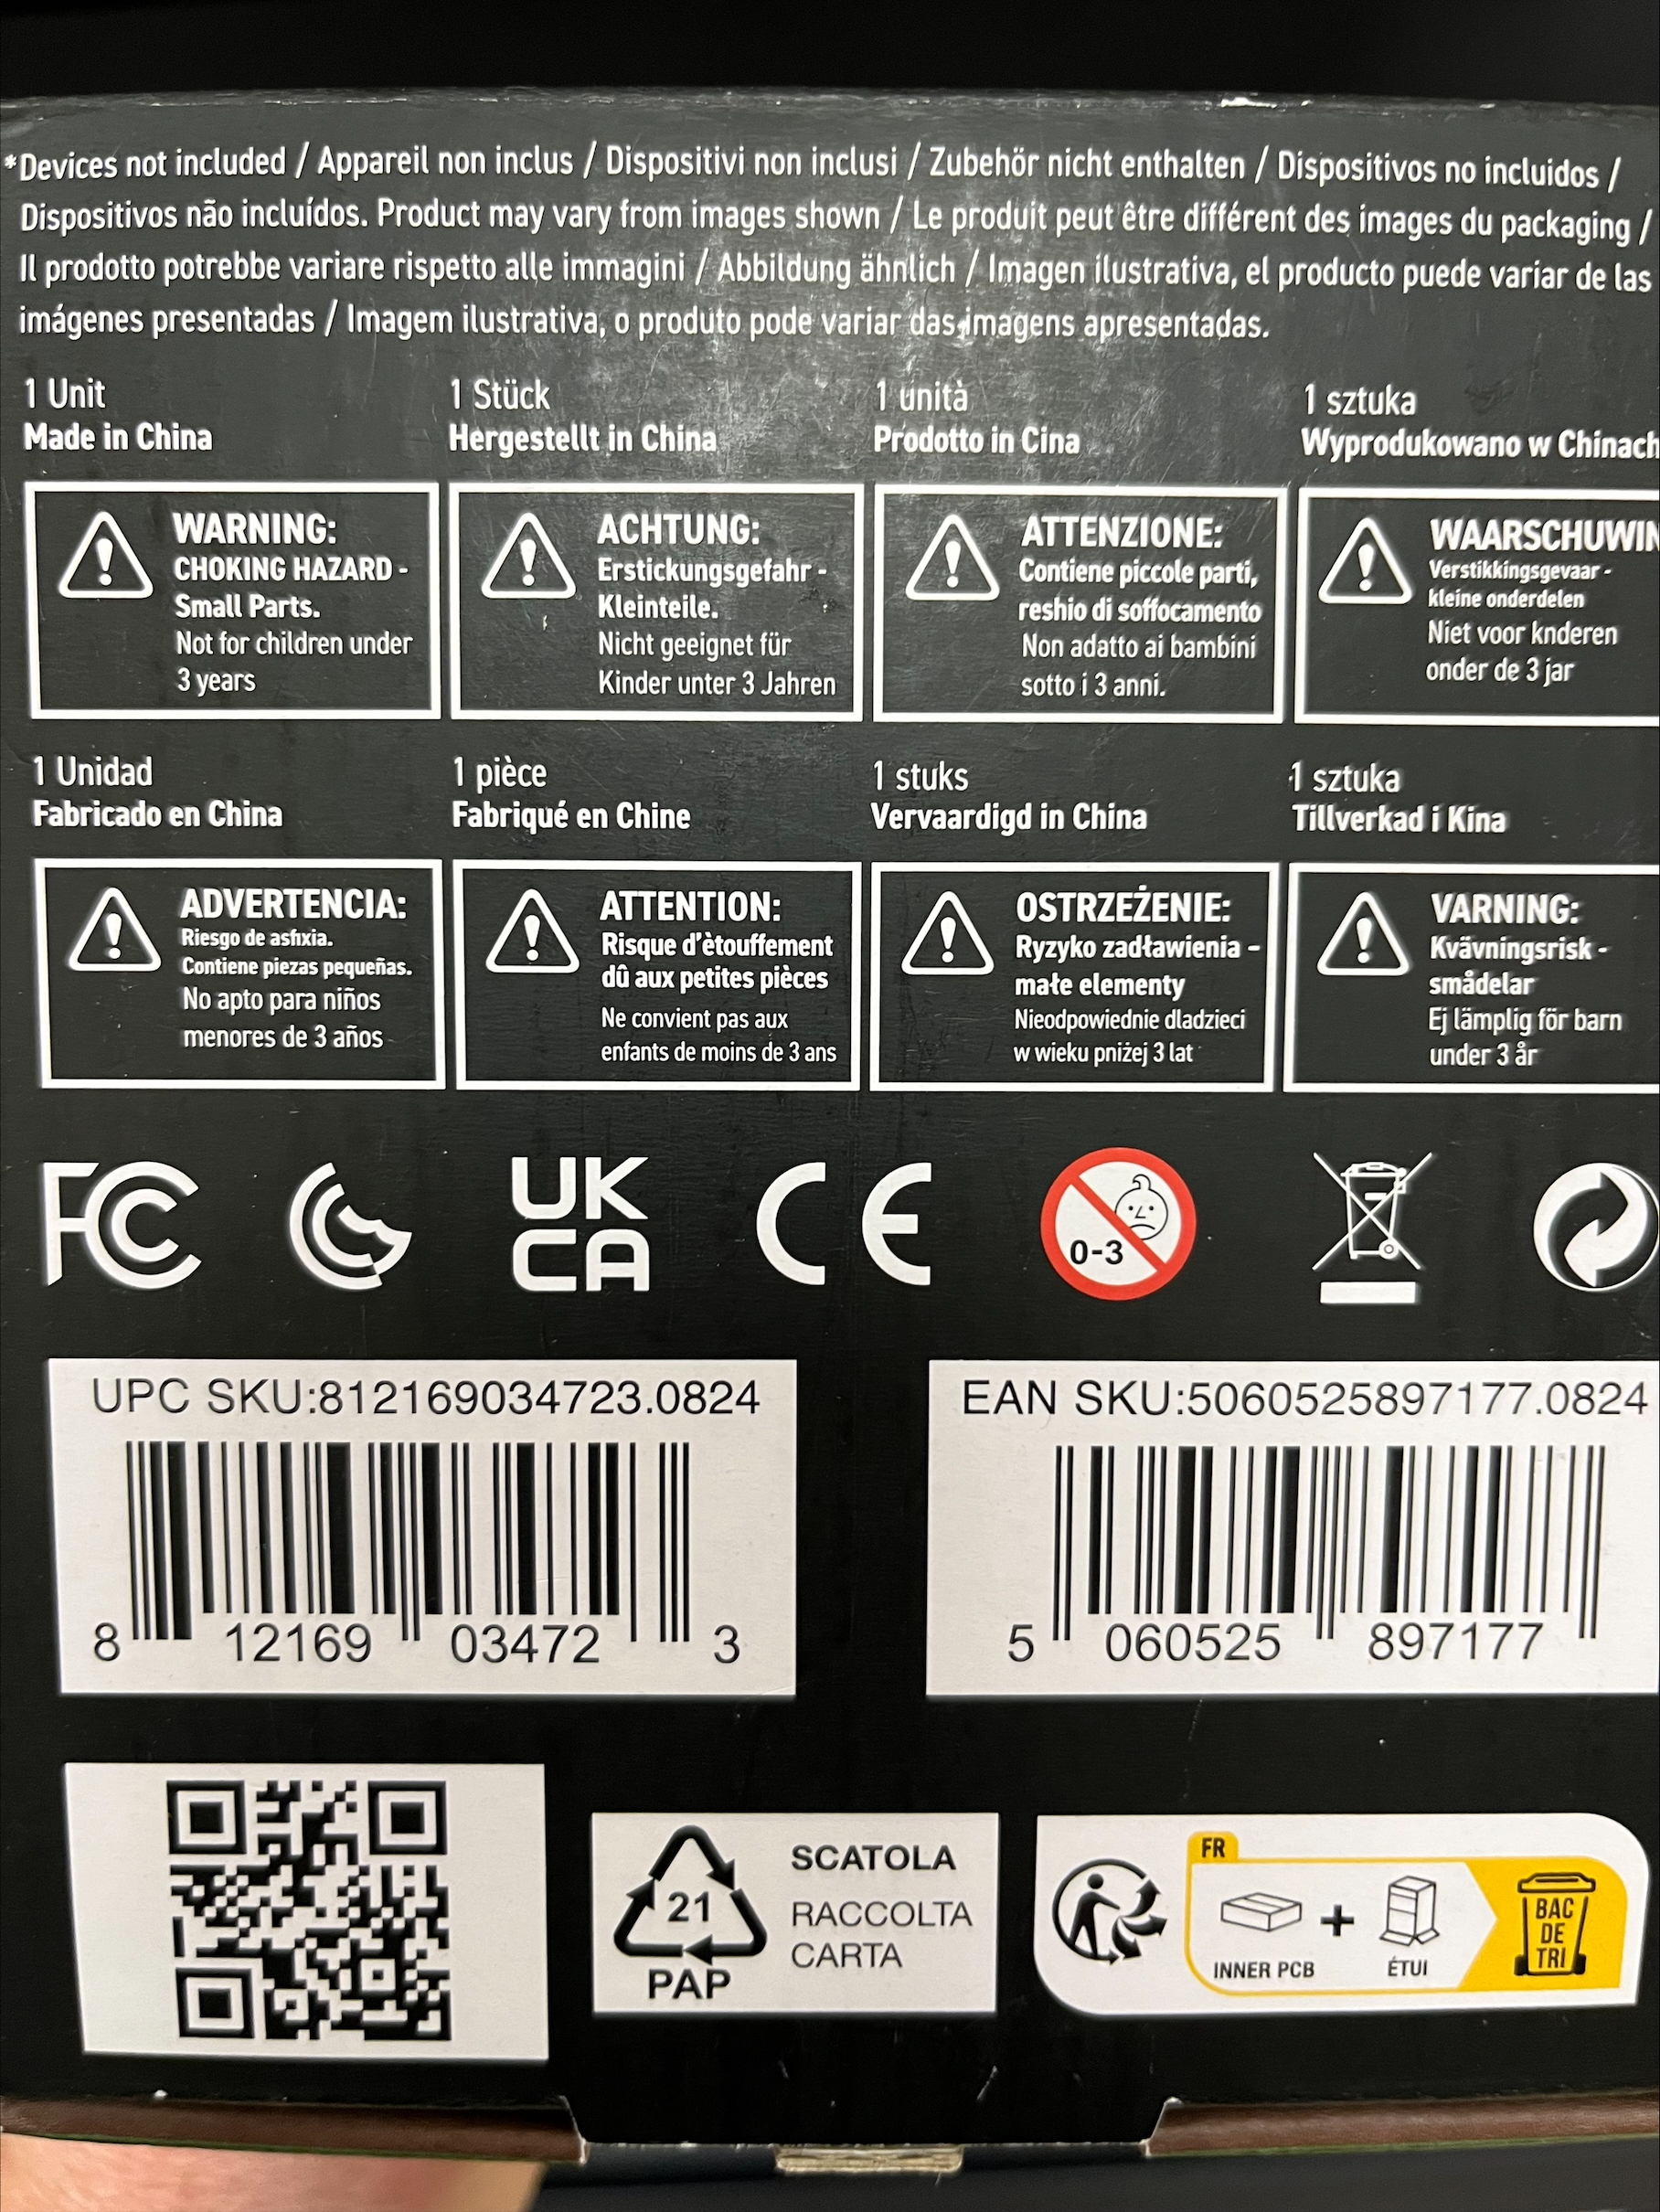 *Devices not included / Appareil non inclus / Dispositivi non inclusi / Zubehör nicht enthalten / Dispositivos no incluidos /
Dispositivos não incluídos. Product may vary from images shown / Le produit peut être différent des images du packaging /
Il prodotto potrebbe variare rispetto alle immagini / Abbildung ähnlich / Imagen ilustrativa, el producto puede variar de las
imágenes presentadas / Imagem ilustrativa, o produto pode variar das imagens apresentadas.
1 Unit
Made in China
1 Stück
Hergestellt in China
1 unità
Prodotto in Cina
1 sztuka
Wyprodukowano w Chinach
WARNING:
CHOKING HAZARD -
Small Parts.
Not for children under
3 years
ACHTUNG:
Erstickungsgefahr -
Kleinteile.
Nicht geeignet für
Kinder unter 3 Jahren
ATTENZIONE:
Contiene piccole parti,
reshio di soffocamento
Non adatto ai bambini
sotto i 3 anni.
WAARSCHUWIN
Verstikkingsgevaar -
kleine onderdelen
Niet voor knderen
onder de 3 jar
1 Unidad
Fabricado en China
1 pièce
Fabriqué en Chine
1 stuks
Vervaardigd in China
1 sztuka
Tillverkad i Kina
ADVERTENCIA:
Riesgo de asfixia.
Contiene piezas pequeñas.
No apto para niños
menores de 3 años
ATTENTION:
Risque d'ètouffement
dû aux petites pièces
Ne convient pas aux
enfants de moins de 3 ans
OSTRZEŻENIE:
Ryzyko zadławienia -
małe elementy
Nieodpowiednie dladzieci
w wieku pniżej 3 lat
VARNING:
Kvävningsrisk -
smådelar
Ej lämplig för barn
under 3 år
FC
UK
CA
CE
0-3
UPC SKU:812169034723.0824
8 12169 03472 3
EAN SKU:5060525897177.0824
5 060525 897177
21
PAP
SCATOLA
RACCOLTA
CARTA
FR
INNER PCB
+
ÉTUI
BAC
DE
TRI